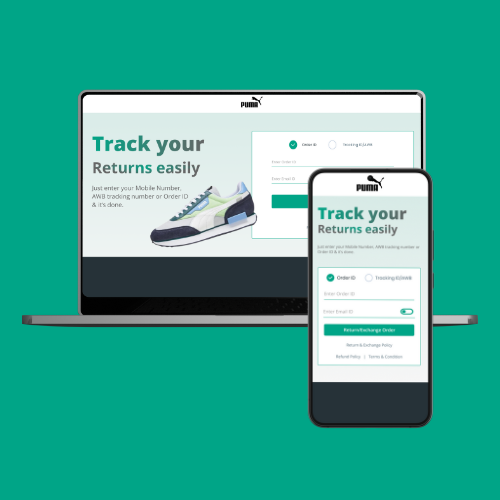 PUMA
Track your
Returns easily
Just enter your Mobile Number,
AWB tracking number or Order ID
& it's done.
Order ID
Tracking ID/AWB
Enter Order ID
Enter Email ID
PUMA
Track your
Returns easily
Just enter your Mobile Number, AWB tracking number or
Order ID & it's done.
Order ID
Tracking ID/AWB
Enter Order ID
Enter Email ID
Return/Exchange Order
Return & Exchange Policy
Refund Policy | Terms & Condition